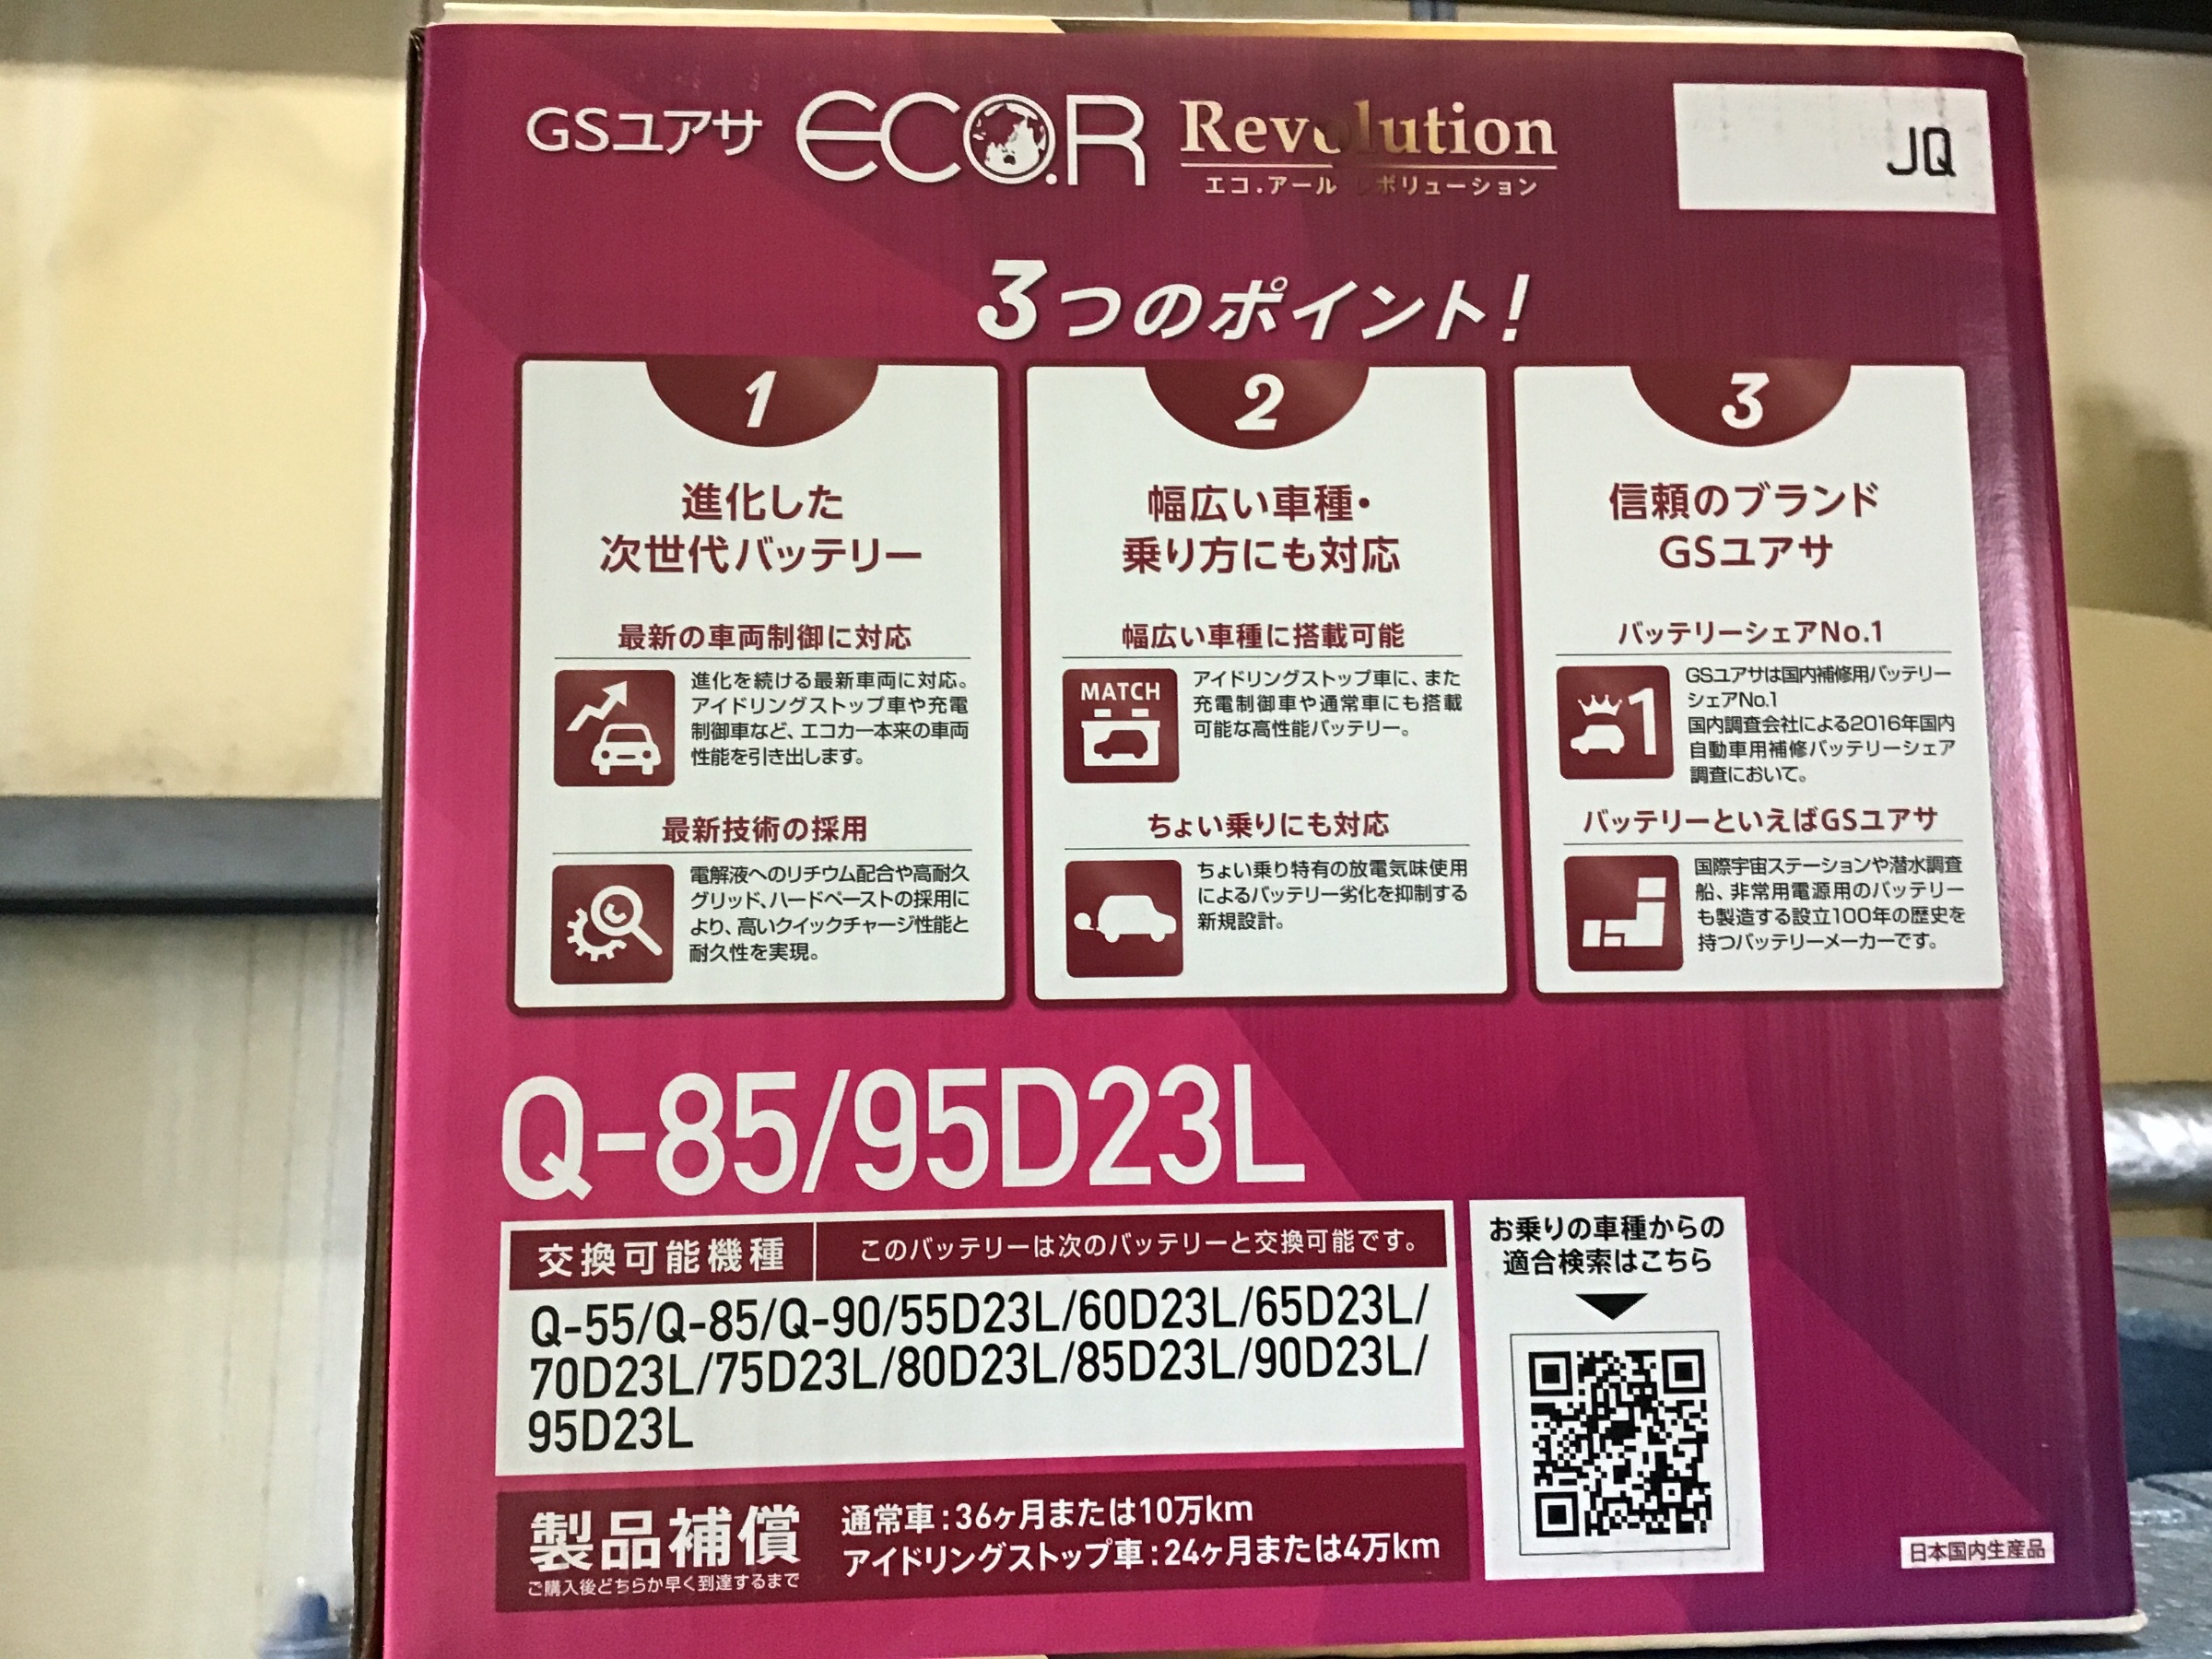 GSユアサ ECO.R Revolution
エコ.アール レボリューション
JQ
3つのポイント!
1
進化した
次世代バッテリー
最新の車両制御に対応
進化を続ける最新車両に対応。
アイドリングストップ車や充電
制御車など、エコカー本来の車両
性能を引き出します。
最新技術の採用
電解液へのリチウム配合や高耐久
グリッド、ハードペーストの採用に
より、高いクイックチャージ性能と
耐久性を実現。
2
幅広い車種・
乗り方にも対応
幅広い車種に搭載可能
MATCH
アイドリングストップ車に、また
充電制御車や通常車にも搭載
可能な高性能バッテリー。
ちょい乗りにも対応
ちょい乗り特有の放電気味使用
によるバッテリー劣化を抑制する
新規設計。
3
信頼のブランド
GSユアサ
バッテリーシェアNo.1
1
GSユアサは国内補修用バッテリー
シェアNo.1
国内調査会社による2016年国内
自動車用補修バッテリーシェア
調査において。
バッテリーといえばGSユアサ
国際宇宙ステーションや潜水調査
船、非常用電源用のバッテリー
も製造する設立100年の歴史を
持つバッテリーメーカーです。
Q-85/95D23L
交換可能機種 このバッテリーは次のバッテリーと交換可能です。
Q-55/Q-85/Q-90/55D23L/60D23L/65D23L/
70D23L/75D23L/80D23L/85D23L/90D23L/
95D23L
お乗りの車種からの
適合検索はこちら
製品補償
ご購入後どちらか早く到達するまで
通常車:36ヶ月または10万km
アイドリングストップ車:24ヶ月または4万km
日本国内生産品